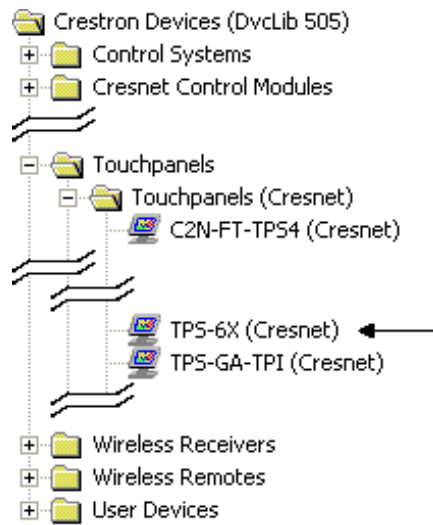 Crestron Devices (DvcLib 505)
Control Systems
Cresnet Control Modules
Touchpanels
Touchpanels (Cresnet)
C2N-FT-TPS4 (Cresnet)
TPS-6X (Cresnet)
TPS-GA-TPI (Cresnet)
Wireless Receivers
Wireless Remotes
User Devices